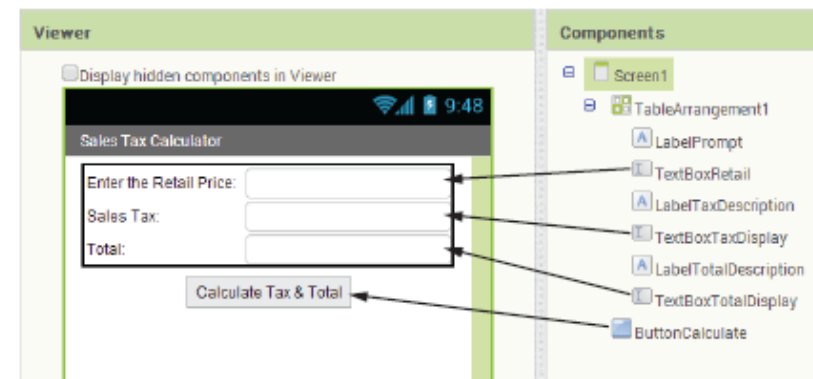 Viewer
Components
Display hidden components in Viewer
9:48
Sales Tax Calculator
Enter the Retail Price:
Sales Tax:
Total:
Calculate Tax & Total
Screen1
TableArrangement1
A LabelPrompt
TextBoxRetail
A LabelTaxDescription
TextBoxTaxDisplay
A LabelTotalDescription
TextBoxTotalDisplay
ButtonCalculate